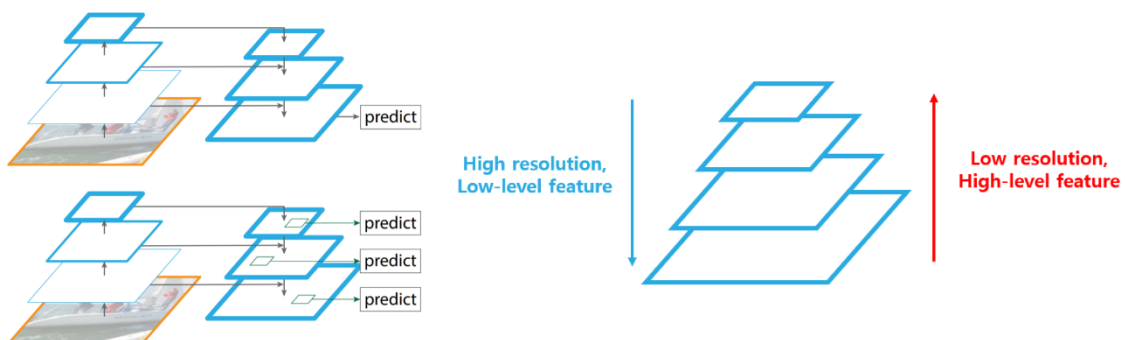 predict
predict
predict
predict
High resolution,
Low-level feature
Low resolution,
High-level feature